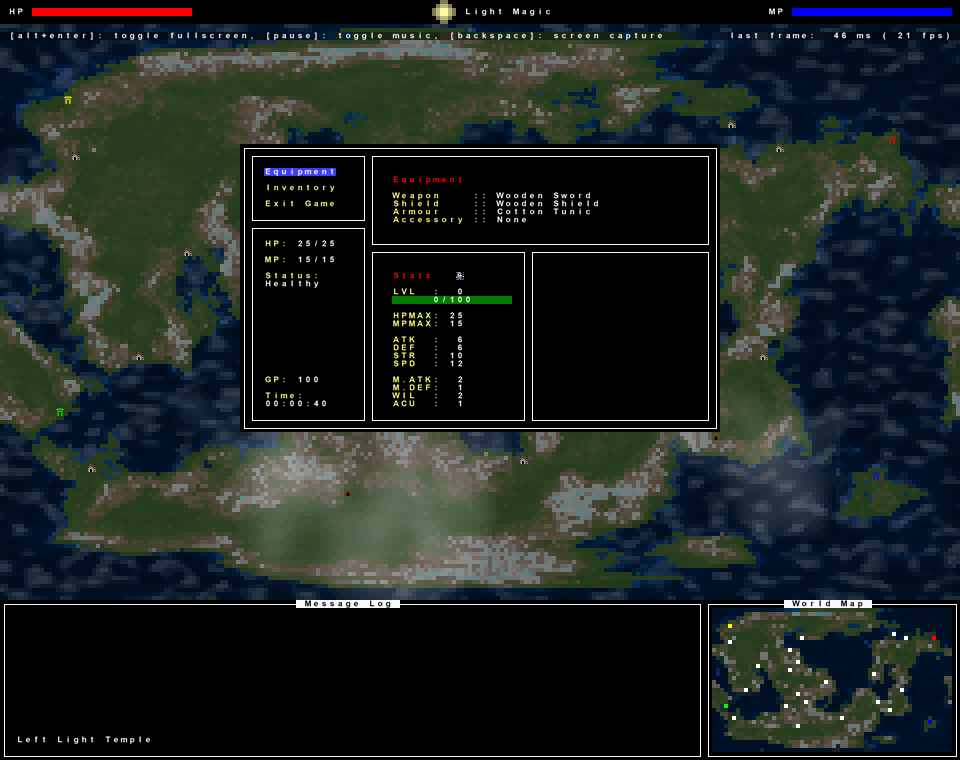 HP Light Magic MP
[alt+enter]: toggle fullscreen, [pause]: toggle music, [backspace]: screen capture last frame: 46 ms ( 21 fps)
Equipment
Inventory
Exit Game
Equipment
Weapon :: Wooden Sword
Shield :: Wooden Shield
Armour :: Cotton Tunic
Accessory :: None
HP: 25/25
MP: 15/15
Status:
Healthy
GP: 100
Time:
00:00:40
Stats
LVL : 0
0/100
HPMAX: 25
MPMAX: 15
ATK : 6
DEF : 6
STR : 10
SPD : 12
M.ATK: 2
M.DEF: 1
WIL : 2
ACU : 1
Message Log
Left Light Temple
World Map